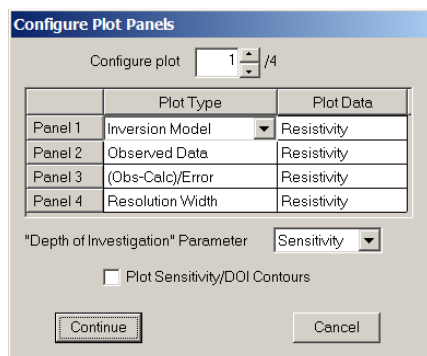 Configure Plot Panels
Configure plot 1 /4
Plot Type Plot Data
Panel 1 Inversion Model Resistivity
Panel 2 Observed Data Resistivity
Panel 3 (Obs-Calc)/Error Resistivity
Panel 4 Resolution Width Resistivity
"Depth of Investigation" Parameter Sensitivity
Plot Sensitivity/DOI Contours
Continue Cancel